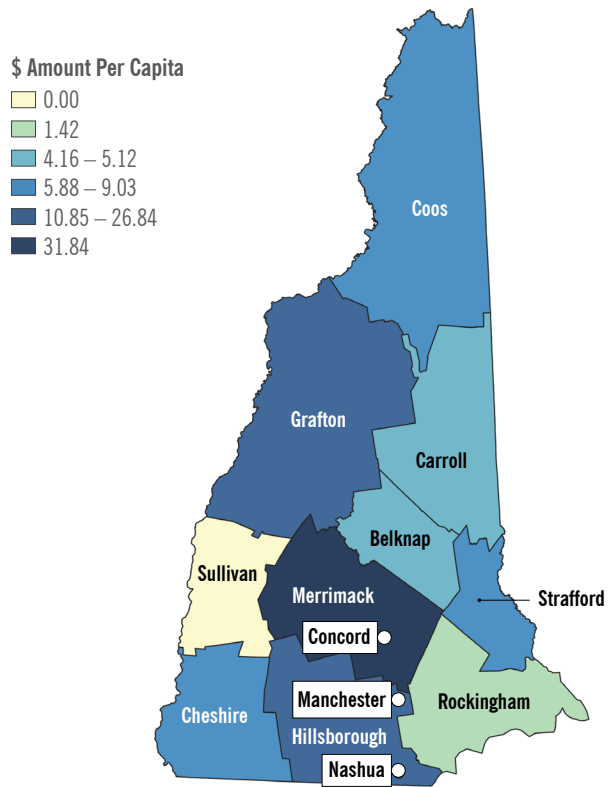 $ Amount Per Capita
0.00
1.42
4.16 – 5.12
5.88 – 9.03
10.85 – 26.84
31.84
Coos
Grafton
Carroll
Belknap
Sullivan
Merrimack
Strafford
Concord
Manchester
Rockingham
Cheshire
Hillsborough
Nashua